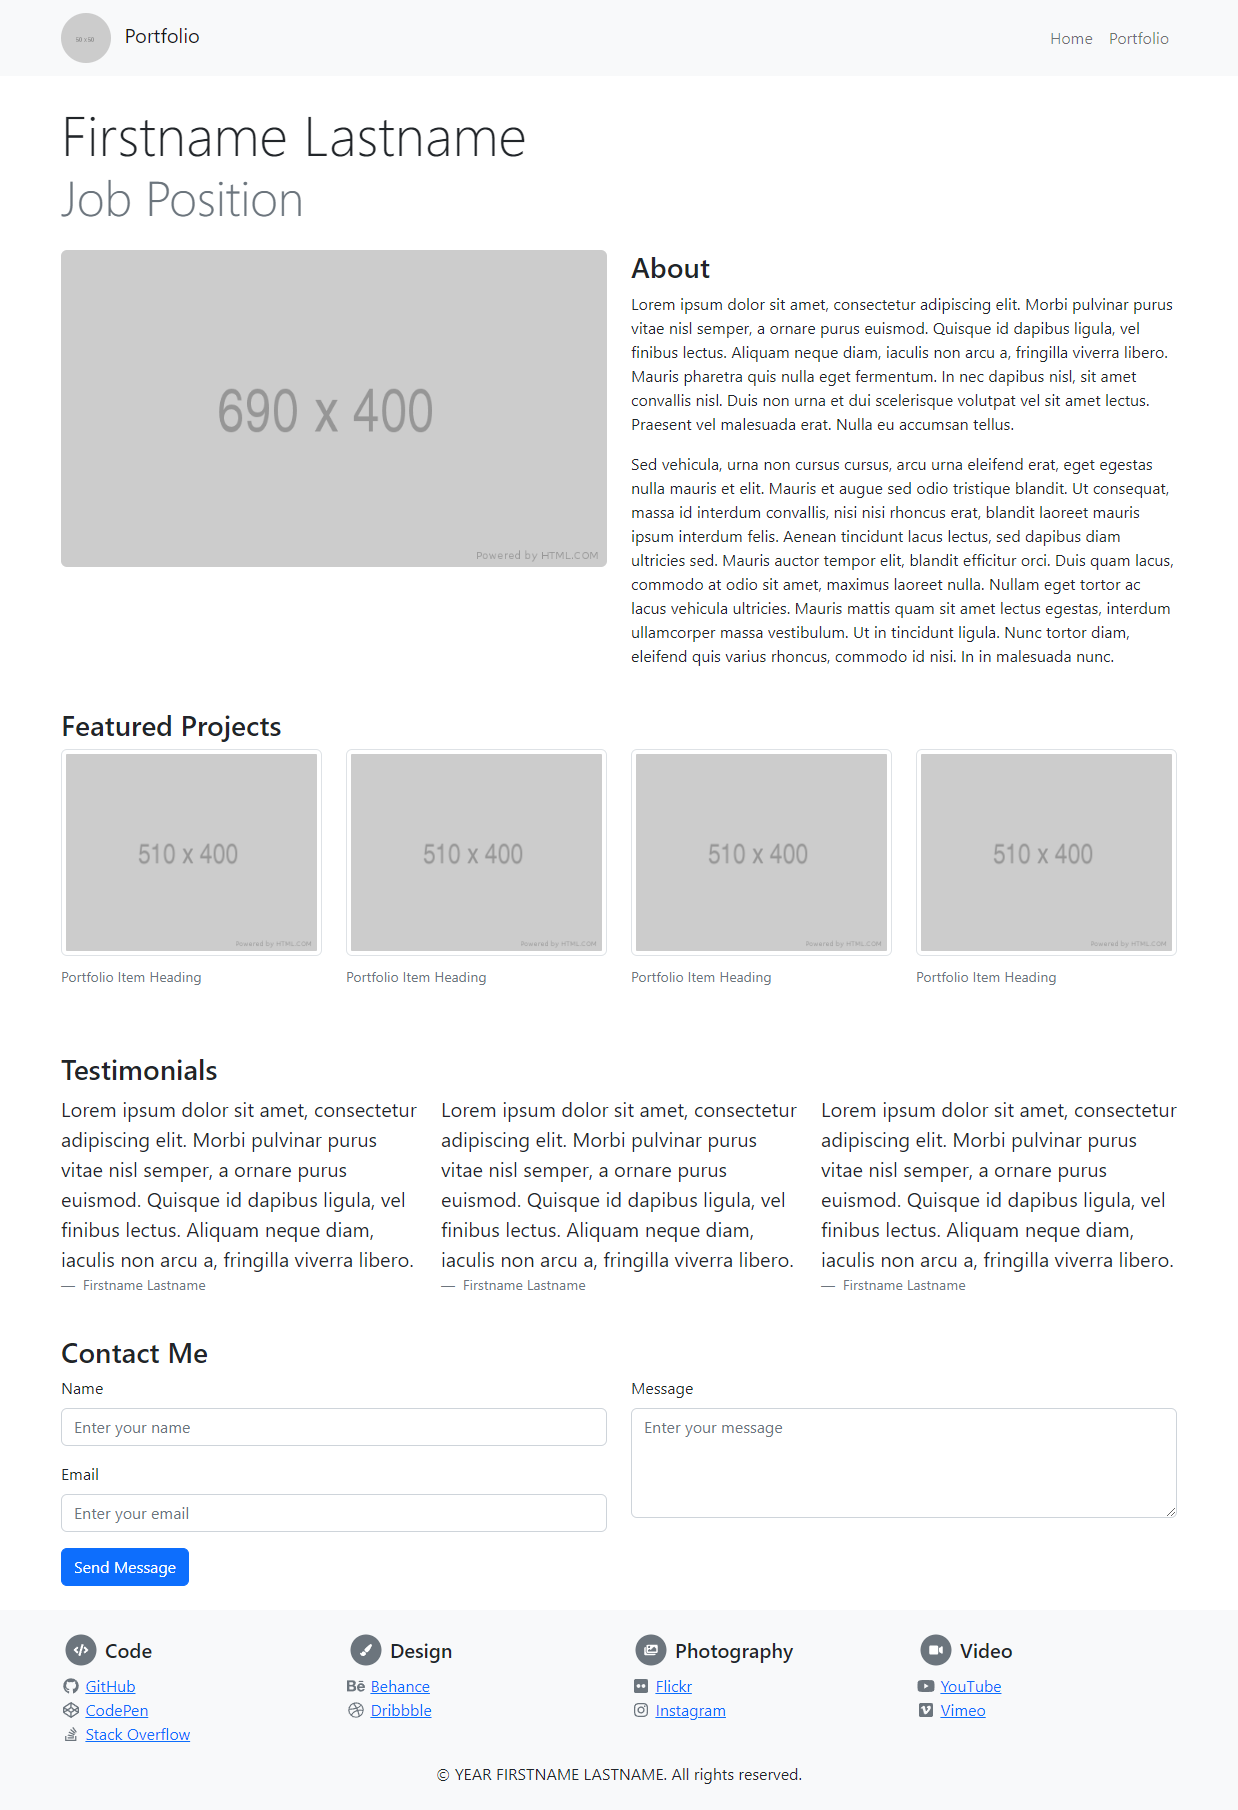 50 x 50
Portfolio
Home
Portfolio
Firstname Lastname
Job Position
690 x 400
Powered by HTML.COM
About
Lorem ipsum dolor sit amet, consectetur adipiscing elit. Morbi pulvinar purus
vitae nisl semper, a ornare purus euismod. Quisque id dapibus ligula, vel
finibus lectus. Aliquam neque diam, iaculis non arcu a, fringilla viverra libero.
Mauris pharetra quis nulla eget fermentum. In nec dapibus nisl, sit amet
convallis nisl. Duis non urna et dui scelerisque volutpat vel sit amet lectus.
Praesent vel malesuada erat. Nulla eu accumsan tellus.
Sed vehicula, urna non cursus cursus, arcu urna eleifend erat, eget egestas
nulla mauris et elit. Mauris et augue sed odio tristique blandit. Ut consequat,
massa id interdum convallis, nisi nisi rhoncus erat, blandit laoreet mauris
ipsum interdum felis. Aenean tincidunt lacus lectus, sed dapibus diam
ultricies sed. Mauris auctor tempor elit, blandit efficitur orci. Duis quam lacus,
commodo at odio sit amet, maximus laoreet nulla. Nullam eget tortor ac
lacus vehicula ultricies. Mauris mattis quam sit amet lectus egestas, interdum
ullamcorper massa vestibulum. Ut in tincidunt ligula. Nunc tortor diam,
eleifend quis varius rhoncus, commodo id nisi. In in malesuada nunc.
Featured Projects
510 x 400
Powered by HTML.COM
Portfolio Item Heading
510 x 400
Powered by HTML.COM
Portfolio Item Heading
510 x 400
Powered by HTML.COM
Portfolio Item Heading
510 x 400
Powered by HTML.COM
Portfolio Item Heading
Testimonials
Lorem ipsum dolor sit amet, consectetur
adipiscing elit. Morbi pulvinar purus
vitae nisl semper, a ornare purus
euismod. Quisque id dapibus ligula, vel
finibus lectus. Aliquam neque diam,
iaculis non arcu a, fringilla viverra libero.
— Firstname Lastname
Lorem ipsum dolor sit amet, consectetur
adipiscing elit. Morbi pulvinar purus
vitae nisl semper, a ornare purus
euismod. Quisque id dapibus ligula, vel
finibus lectus. Aliquam neque diam,
iaculis non arcu a, fringilla viverra libero.
— Firstname Lastname
Lorem ipsum dolor sit amet, consectetur
adipiscing elit. Morbi pulvinar purus
vitae nisl semper, a ornare purus
euismod. Quisque id dapibus ligula, vel
finibus lectus. Aliquam neque diam,
iaculis non arcu a, fringilla viverra libero.
— Firstname Lastname
Contact Me
Name
Enter your name
Email
Enter your email
Message
Enter your message
Send Message
Code
GitHub
CodePen
Stack Overflow
Design
Behance
Dribbble
Photography
Flickr
Instagram
Video
YouTube
Vimeo
© YEAR FIRSTNAME LASTNAME. All rights reserved.